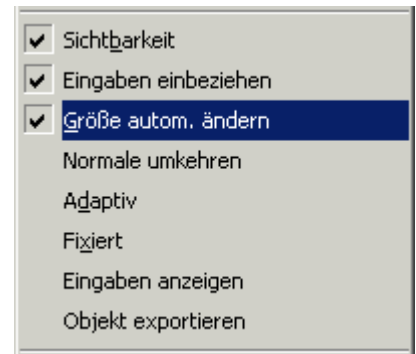 Sichtbarkeit
Eingaben einbeziehen
Größe autom. ändern
Normale umkehren
Adaptiv
Fixiert
Eingaben anzeigen
Objekt exportieren